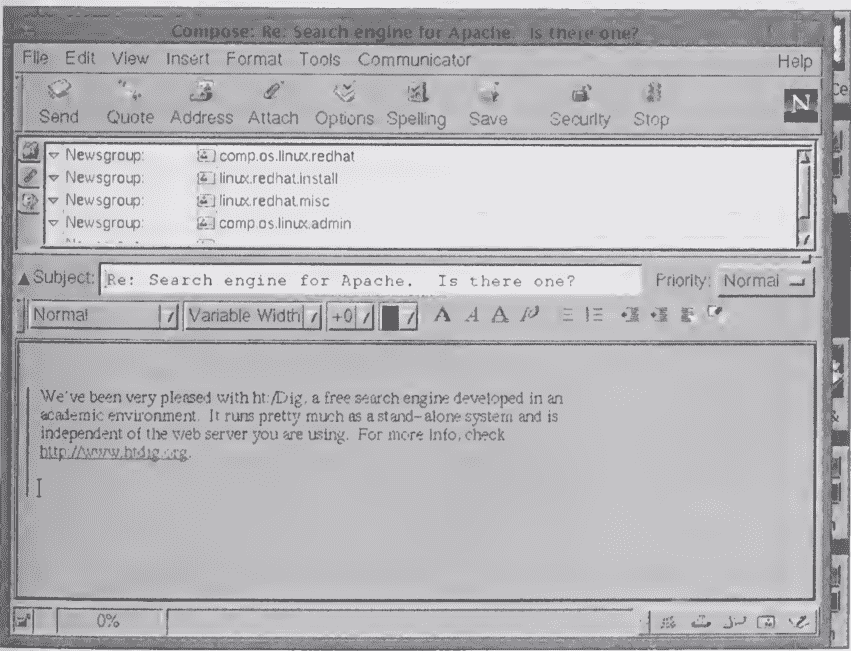 Compose: Re: Search engine for Apache. Is there one?
File Edit View Insert Format Tools Communicator Help
Send Quote Address Attach Options Spelling Save Security Stop
N
Newsgroup: comp.os.linux.redhat
Newsgroup: linux.redhat.install
Newsgroup: linux.redhat.misc
Newsgroup: comp.os.linux.admin
Subject: Re: Search engine for Apache. Is there one? Priority: Normal
Normal Variable Width +0 A A A
We've been very pleased with ht:/Dig, a free search engine developed in an
academic environment. It runs pretty much as a stand-alone system and is
independent of the web server you are using. For more info, check
http://www.htdig.org.
0%